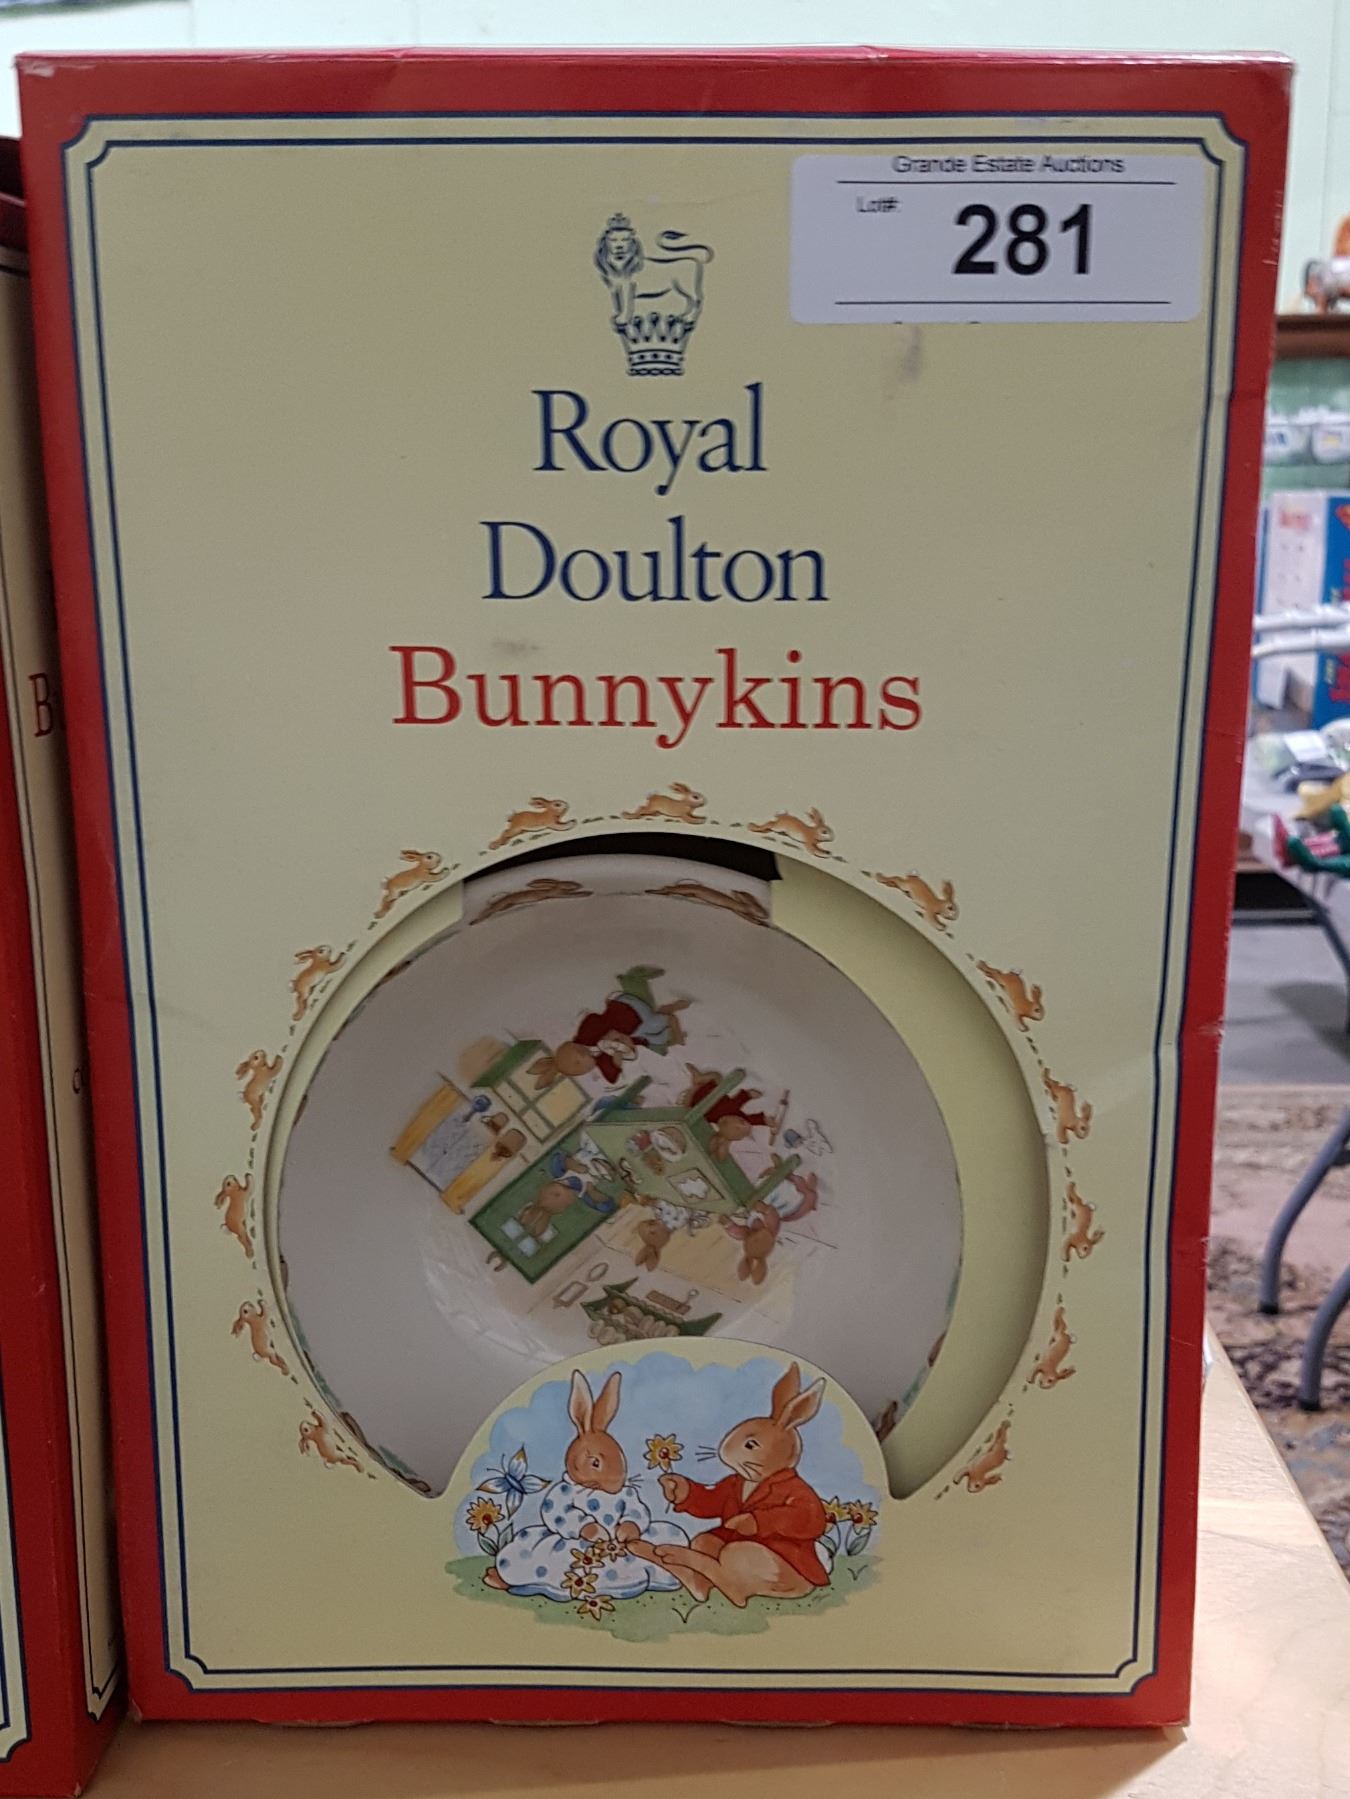 Grande Estate Auctions
Lot#:
281
Royal
Doulton
Bunnykins